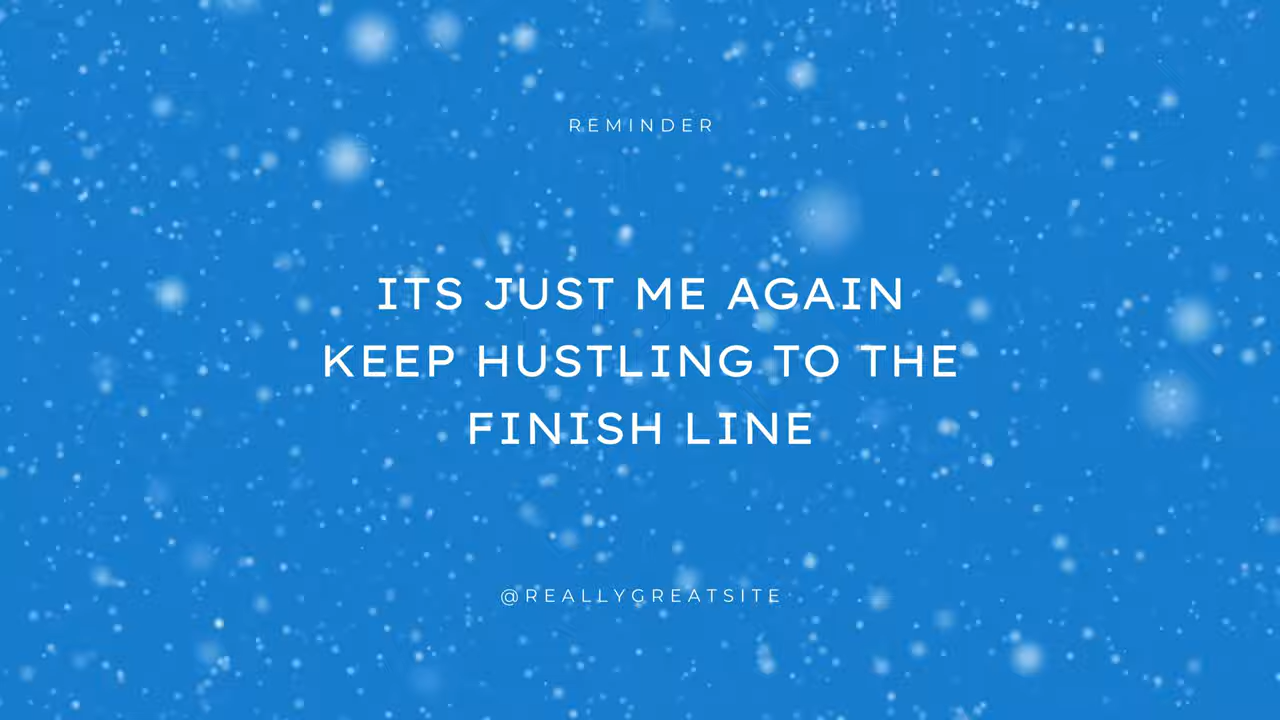 REMINDER
ITS JUST ME AGAIN
KEEP HUSTLING TO THE
FINISH LINE
@REALLYGREATSITE